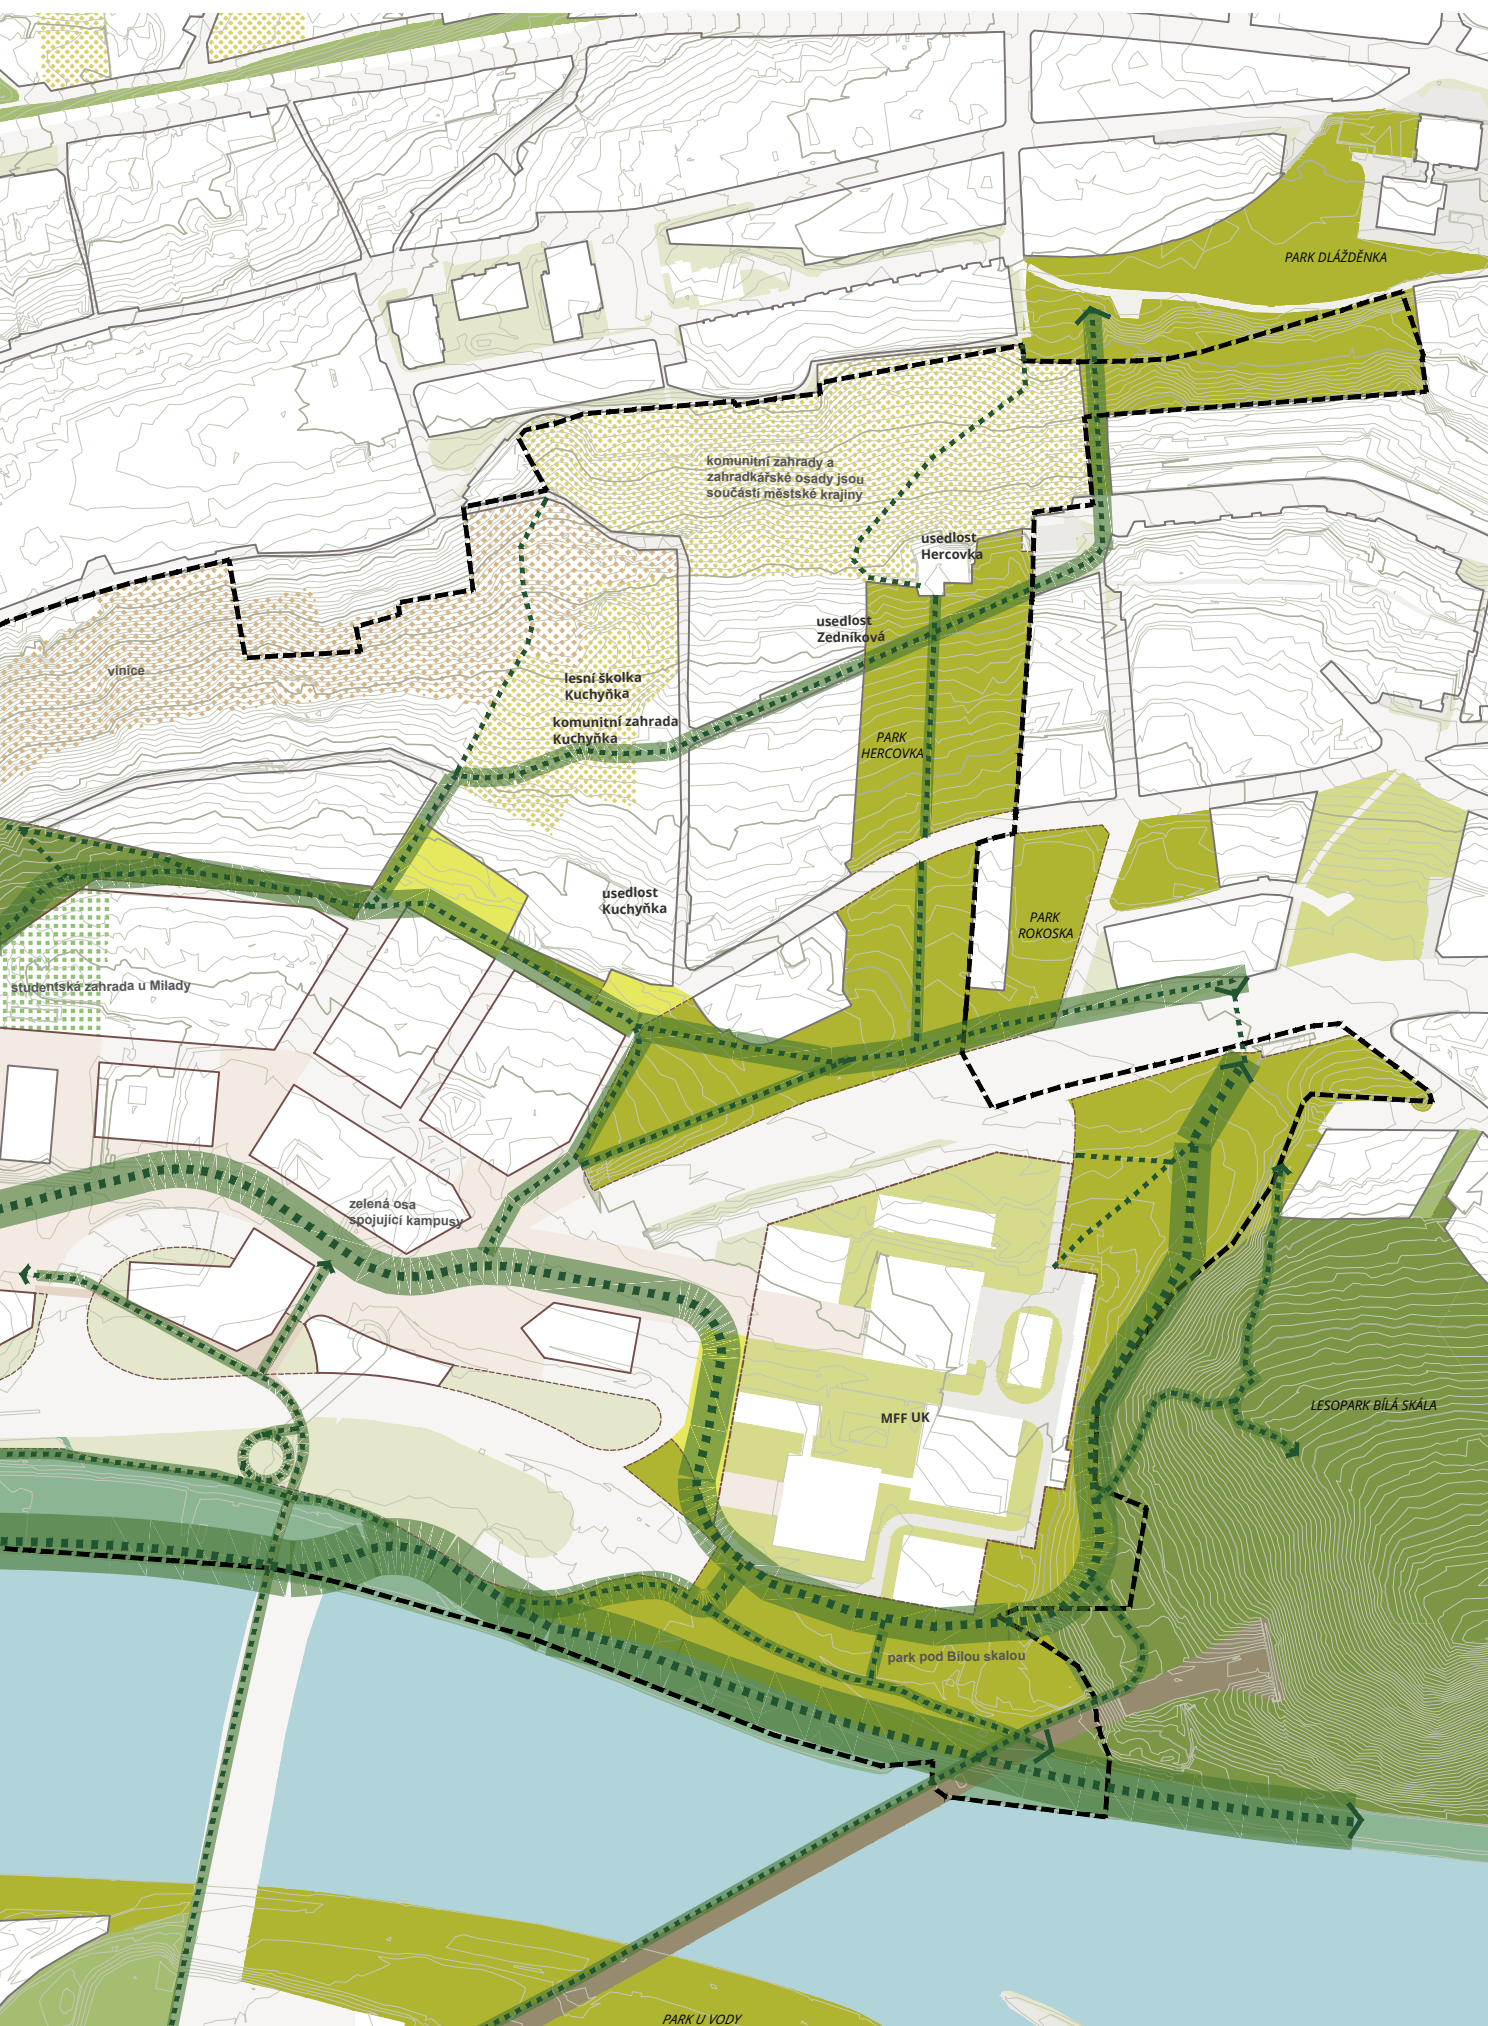 PARK DLÁŽDĚNKA
komunitní zahrady a
zahradkářské osady jsou
součástí městské krajiny
usedlost
Hercovka
usedlost
Zedníková
vinice
lesní školka
Kuchyňka
komunitní zahrada
Kuchyňka
PARK
HERCOVKA
usedlost
Kuchyňka
PARK
ROKOSKA
studentská zahrada u Milady
zelená osa
spojující kampusy
MFF UK
LESOPARK BÍLÁ SKÁLA
park pod Bílou skalou
PARK U VODY